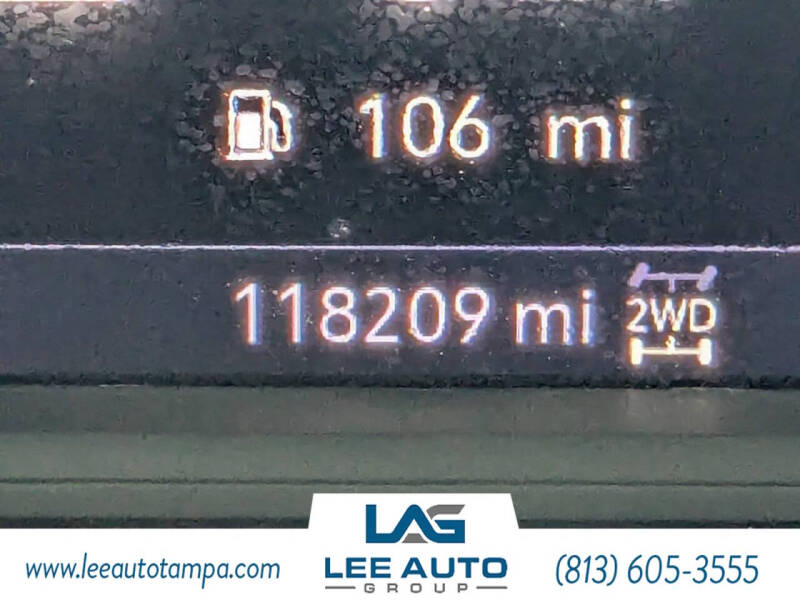 106 mi
118209 mi 2WD
LAG
www.leeautotampa.com LEE AUTO (813) 605-3555
GROUP